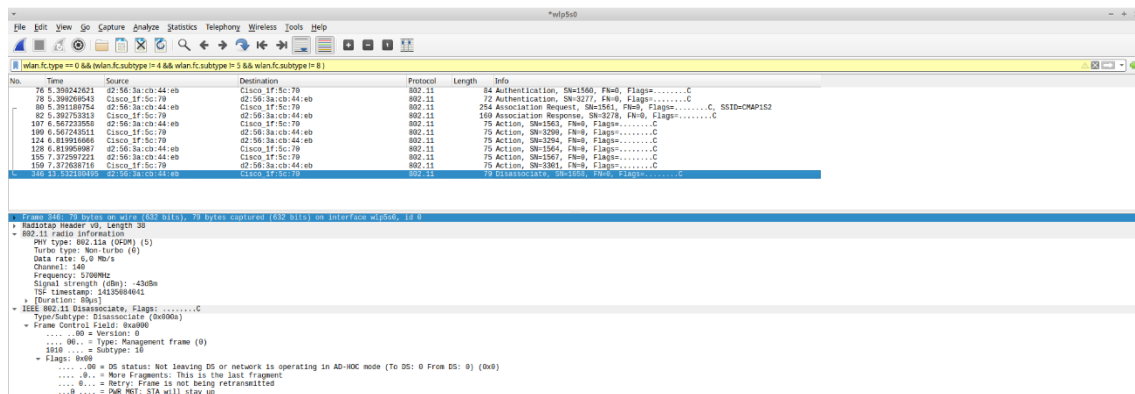 *wlp5s0
File Edit View Go Capture Analyze Statistics Telephony Wireless Tools Help
wlan.fc.type == 0 && (wlan.fc.subtype != 4 && wlan.fc.subtype != 5 && wlan.fc.subtype != 8 )
No. Time Source Destination Protocol Length Info
76 5.390242621 d2:56:3a:cb:44:eb Cisco_1f:5c:70 802.11 84 Authentication, SN=1560, FN=0, Flags=........C
78 5.390260543 Cisco_1f:5c:70 d2:56:3a:cb:44:eb 802.11 72 Authentication, SN=3277, FN=0, Flags=........C
80 5.391180754 d2:56:3a:cb:44:eb Cisco_1f:5c:70 802.11 254 Association Request, SN=1561, FN=0, Flags=........C, SSID=CMAP1S2
82 5.392753313 Cisco_1f:5c:70 d2:56:3a:cb:44:eb 802.11 160 Association Response, SN=3278, FN=0, Flags=........C
107 6.567233558 d2:56:3a:cb:44:eb Cisco_1f:5c:70 802.11 75 Action, SN=1563, FN=0, Flags=........C
109 6.567243511 Cisco_1f:5c:70 d2:56:3a:cb:44:eb 802.11 75 Action, SN=3290, FN=0, Flags=........C
124 6.819916666 Cisco_1f:5c:70 d2:56:3a:cb:44:eb 802.11 75 Action, SN=3294, FN=0, Flags=........C
128 6.819950987 d2:56:3a:cb:44:eb Cisco_1f:5c:70 802.11 75 Action, SN=1564, FN=0, Flags=........C
155 7.372597221 d2:56:3a:cb:44:eb Cisco_1f:5c:70 802.11 75 Action, SN=1567, FN=0, Flags=........C
159 7.372638716 Cisco_1f:5c:70 d2:56:3a:cb:44:eb 802.11 75 Action, SN=3301, FN=0, Flags=........C
346 13.532180405 d2:56:3a:cb:44:eb Cisco_1f:5c:70 802.11 79 Disassociate, SN=1658, FN=0, Flags=........C
Frame 346: 79 bytes on wire (632 bits), 79 bytes captured (632 bits) on interface wlp5s0, id 0
Radiotap Header v0, Length 38
802.11 radio information
PHY type: 802.11a (OFDM) (5)
Turbo type: Non-turbo (0)
Data rate: 6,0 Mb/s
Channel: 140
Frequency: 5700MHz
Signal strength (dBm): -43dBm
TSF timestamp: 14135084041
[Duration: 80µs]
IEEE 802.11 Disassociate, Flags: ........C
Type/Subtype: Disassociate (0x000a)
Frame Control Field: 0xa000
.... ..00 = Version: 0
.... 00.. = Type: Management frame (0)
1010 .... = Subtype: 10
Flags: 0x00
.... ..00 = DS status: Not leaving DS or network is operating in AD-HOC mode (To DS: 0 From DS: 0) (0x0)
.... .0.. = More Fragments: This is the last fragment
.... 0... = Retry: Frame is not being retransmitted
...0 .... = PWR MGT: STA will stay up